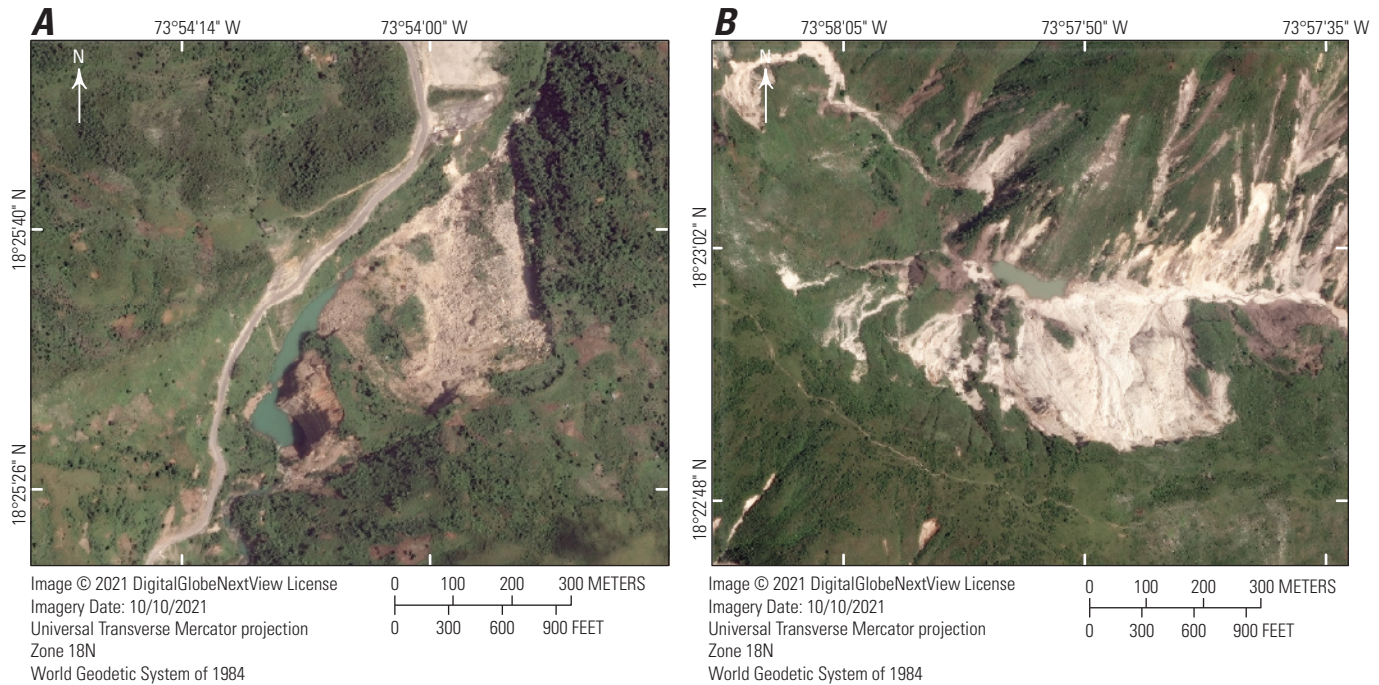 A
73°54'14" W
73°54'00" W
N
18°25'40" N
18°25'26" N
Image © 2021 DigitalGlobeNextView License
Imagery Date: 10/10/2021
Universal Transverse Mercator projection
Zone 18N
World Geodetic System of 1984
0 100 200 300 METERS
0 300 600 900 FEET
B
73°58'05" W
73°57'50" W
73°57'35" W
N
18°23'02" N
18°22'48" N
Image © 2021 DigitalGlobeNextView License
Imagery Date: 10/10/2021
Universal Transverse Mercator projection
Zone 18N
World Geodetic System of 1984
0 100 200 300 METERS
0 300 600 900 FEET